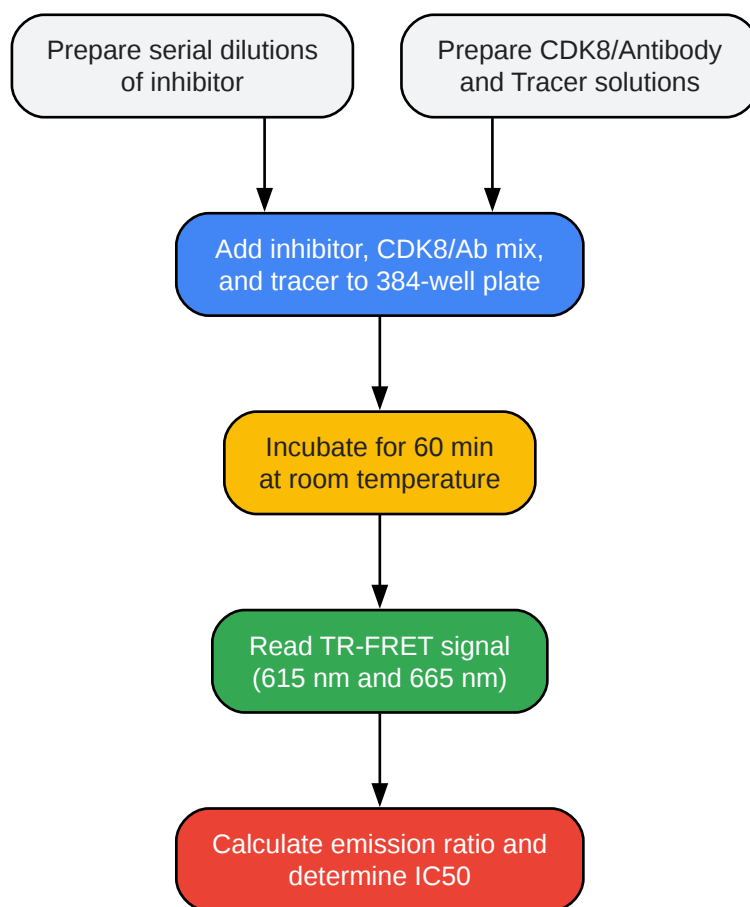 Prepare serial dilutions
of inhibitor
Prepare CDK8/Antibody
and Tracer solutions
Add inhibitor, CDK8/Ab mix,
and tracer to 384-well plate
Incubate for 60 min
at room temperature
Read TR-FRET signal
(615 nm and 665 nm)
Calculate emission ratio and
determine IC50